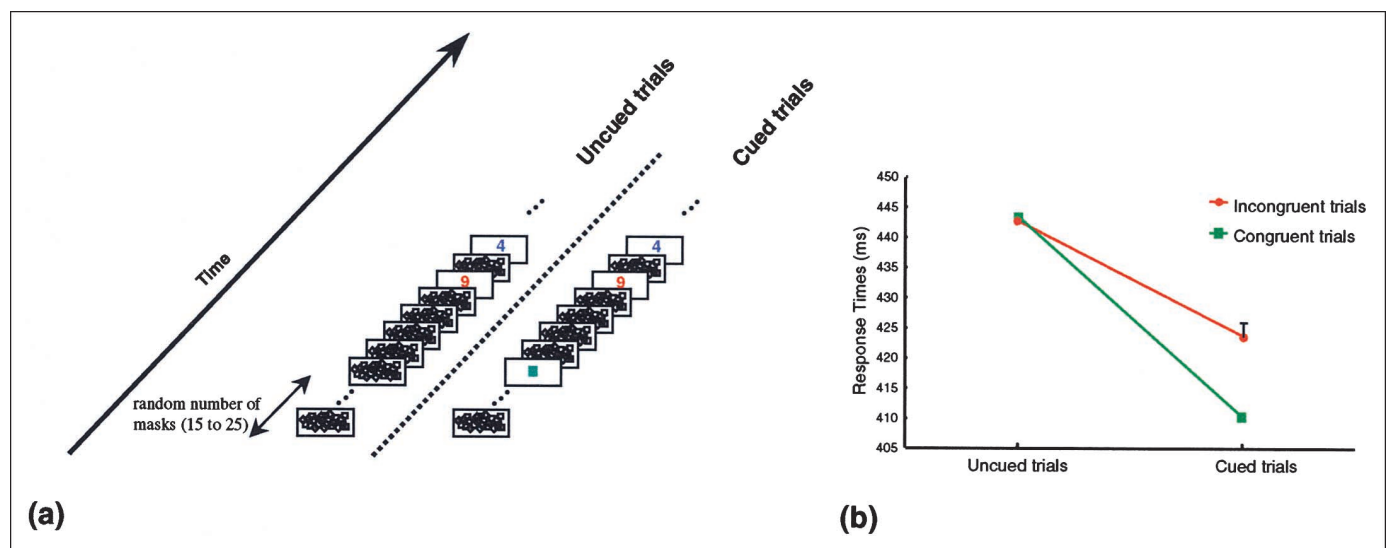 Time
Uncued trials
Cued trials
4
9
4
9
random number of
masks (15 to 25)
(a)
450
445
440
435
430
425
420
415
410
405
Response Times (ms)
Incongruent trials
Congruent trials
Uncued trials
Cued trials
(b)